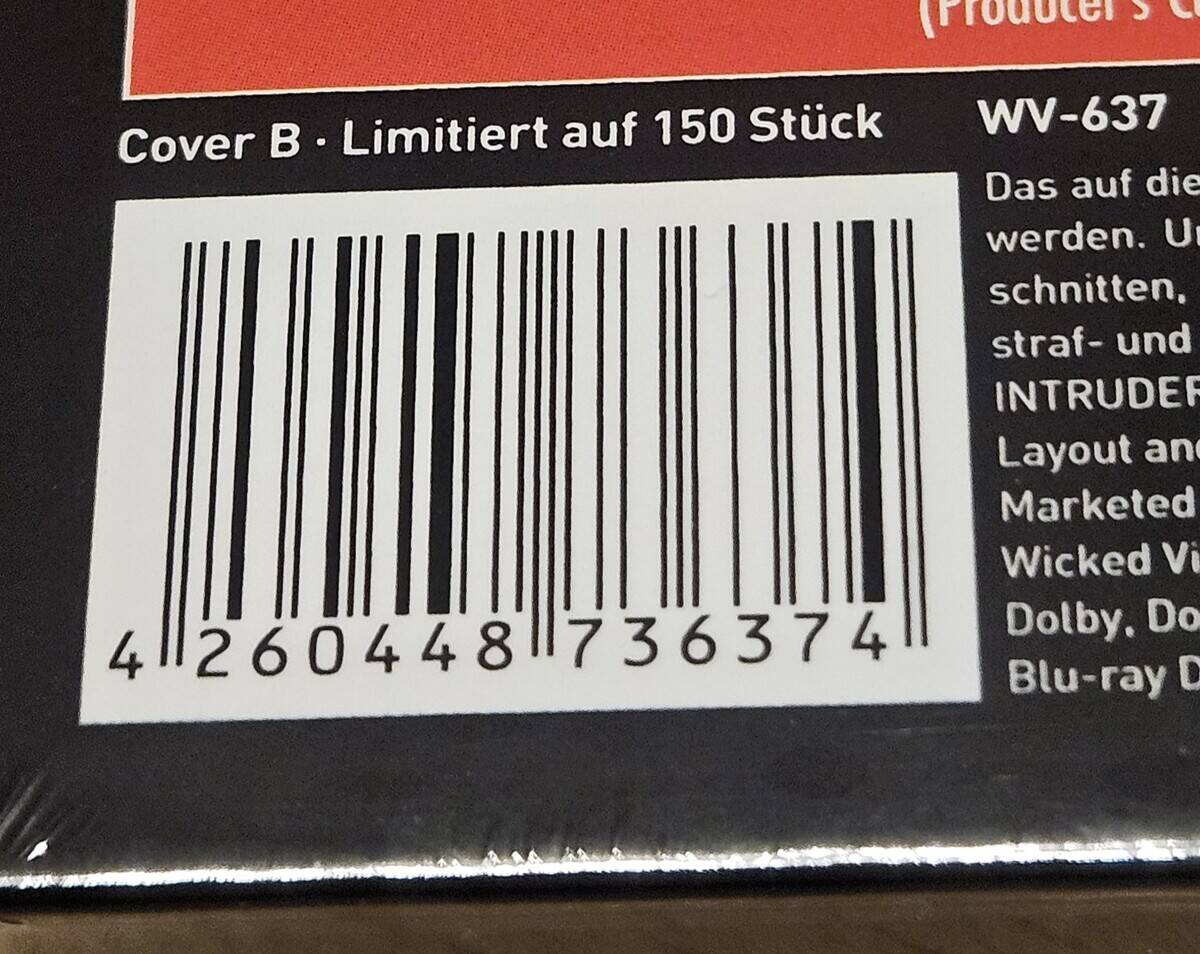 (Producer's
Cover B · Limitiert auf 150 Stück
4 260448 736374
WV-637
Das auf die
werden.
schnitten,
straf- und
INTRUDER
Layout and
Marketed
Wicked
Dolby, Do
Blu-ray D